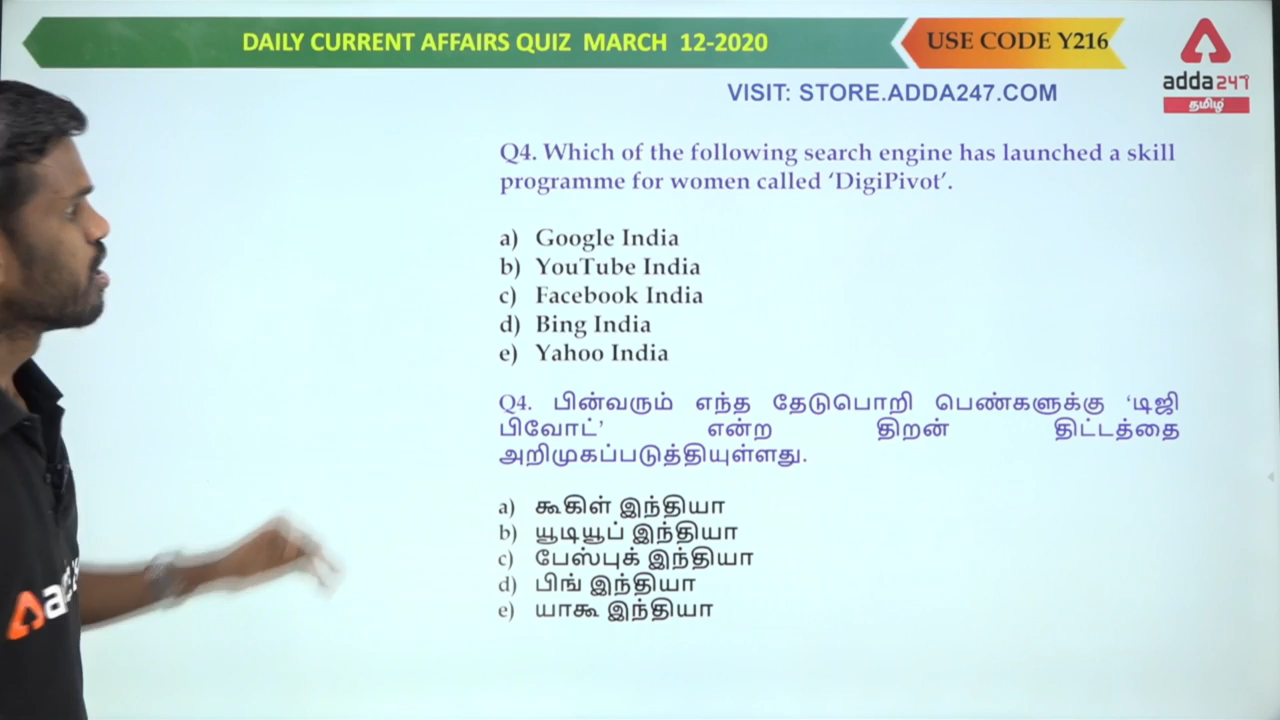 DAILY CURRENT AFFAIRS QUIZ MARCH 12-2020
USE CODE Y216
adda247
தமிழ்
VISIT: STORE.ADDA247.COM
Q4. Which of the following search engine has launched a skill
programme for women called ‘DigiPivot’.
a) Google India
b) YouTube India
c) Facebook India
d) Bing India
e) Yahoo India
Q4. பின்வரும் எந்த தேடுபொறி பெண்களுக்கு ‘டிஜி
பிவோட்’ என்ற திறன் திட்டத்தை
அறிமுகப்படுத்தியுள்ளது.
a) கூகிள் இந்தியா
b) யூடியூப் இந்தியா
c) பேஸ்புக் இந்தியா
d) பிங் இந்தியா
e) யாகூ இந்தியா